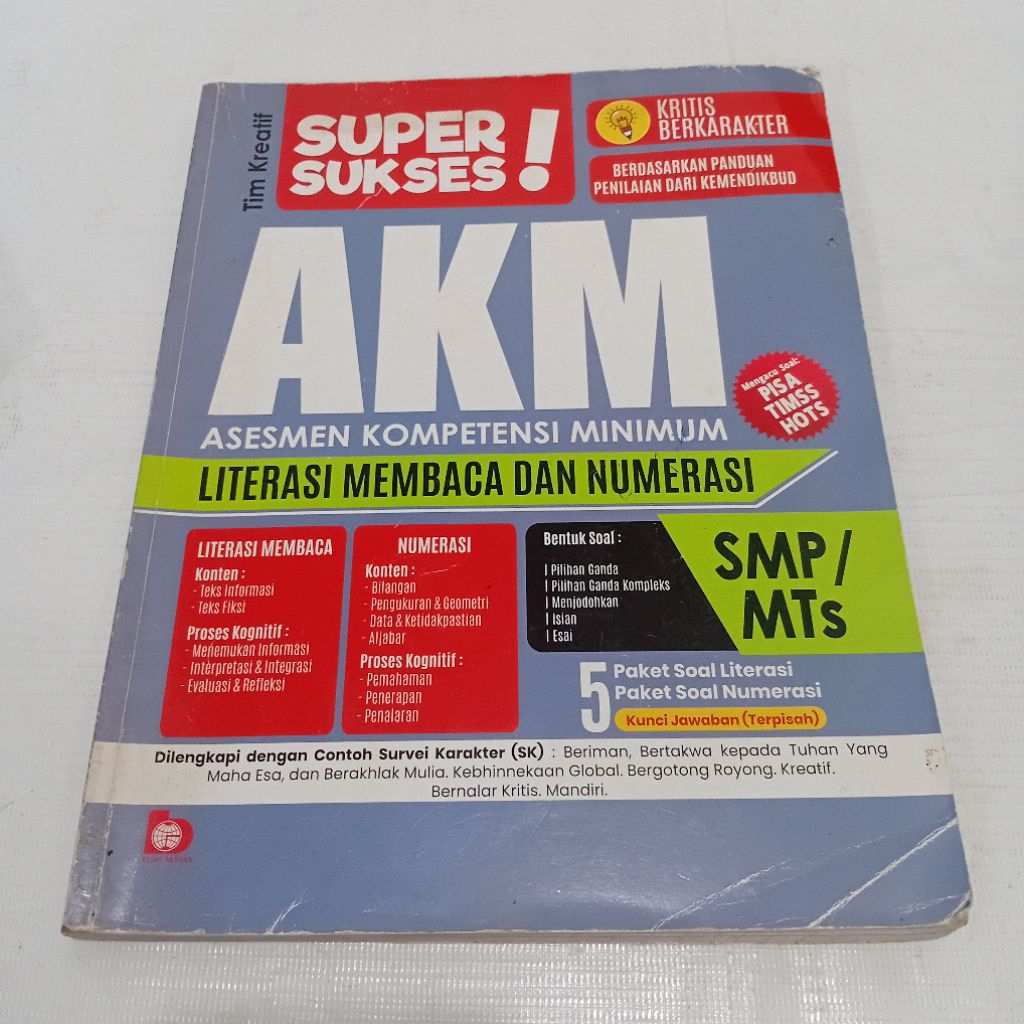 Tim Kreatif
SUPER
SUKSES!
KRITIS
BERKARAKTER
BERDASARKAN PANDUAN
PENILAIAN DARI KEMENDIKBUD
AKM
Mengacu Soal:
PISA
TIMSS
HOTS
ASESMEN KOMPETENSI MINIMUM
LITERASI MEMBACA DAN NUMERASI
LITERASI MEMBACA
Konten :
- Teks Informasi
- Teks Fiksi
Proses Kognitif :
- Menemukan Informasi
- Interpretasi & Integrasi
- Evaluasi & Refleksi
NUMERASI
Konten :
- Bilangan
- Pengukuran & Geometri
- Data & Ketidakpastian
- Aljabar
Proses Kognitif :
- Pemahaman
- Penerapan
- Penalaran
Bentuk Soal :
| Pilihan Ganda
| Pilihan Ganda Kompleks
| Menjodohkan
| Isian
| Esai
SMP/
MTs
5 Paket Soal Literasi
Paket Soal Numerasi
Kunci Jawaban (Terpisah)
Dilengkapi dengan Contoh Survei Karakter (SK) : Beriman, Bertakwa kepada Tuhan Yang
Maha Esa, dan Berakhlak Mulia. Kebhinnekaan Global. Bergotong Royong. Kreatif.
Bernalar Kritis. Mandiri.
b
BUMI AKSARA